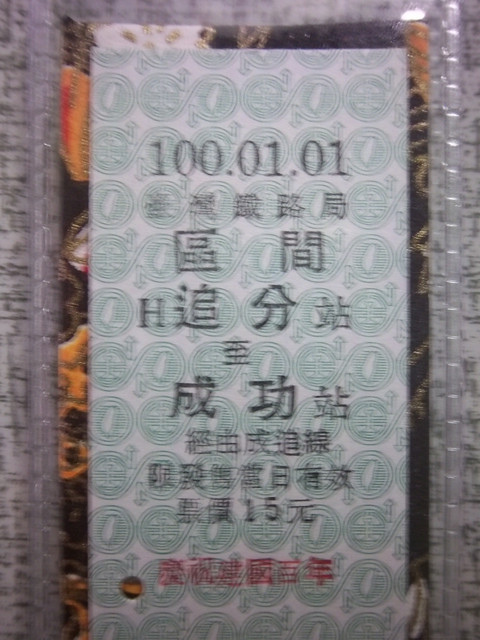 100.01.01
臺灣鐵路局
區間
H追分站
至
成功站
經由成追線
限發售當日有效
票價15元
慶祝建國百年